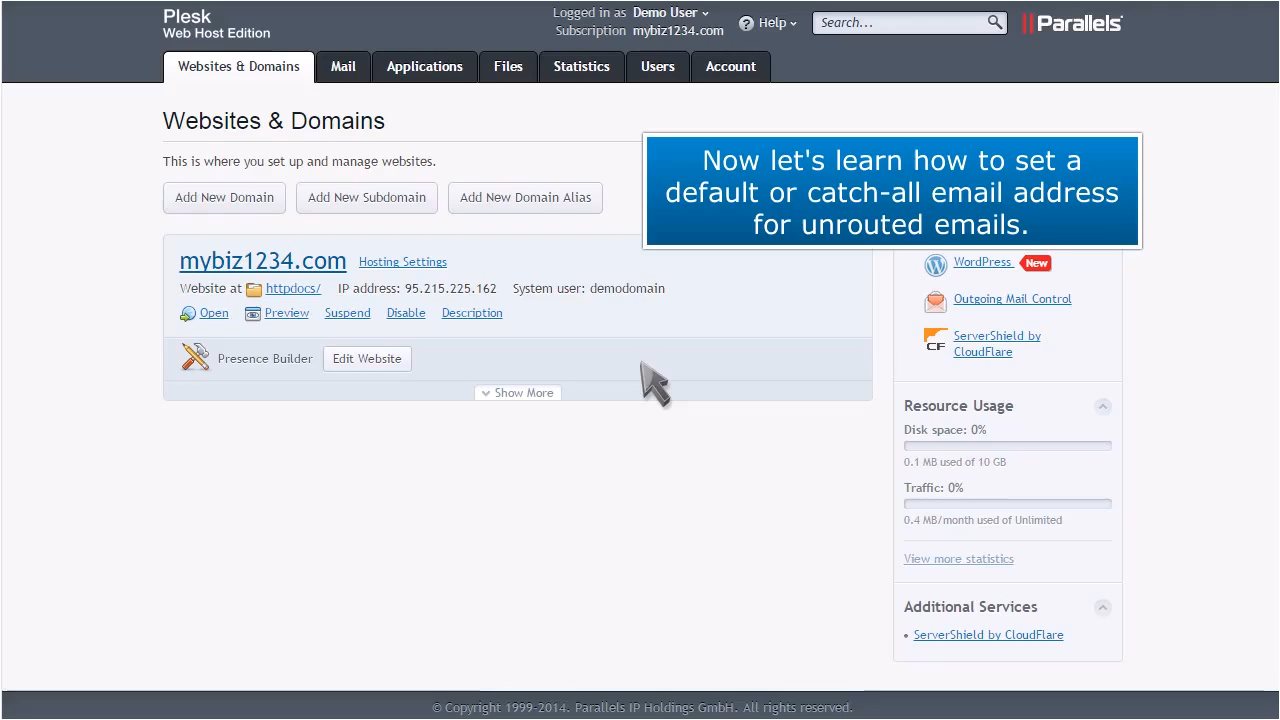 Plesk
Web Host Edition
Logged in as Demo User
Subscription mybiz1234.com
? Help
Search...
Parallels
Websites & Domains
Mail
Applications
Files
Statistics
Users
Account
Websites & Domains
This is where you set up and manage websites.
Add New Domain
Add New Subdomain
Add New Domain Alias
Now let's learn how to set a
default or catch-all email address
for unrouted emails.
mybiz1234.com Hosting Settings
Website at httpdocs/ IP address: 95.215.225.162 System user: demodomain
Open Preview Suspend Disable Description
Presence Builder Edit Website
Show More
WordPress New
Outgoing Mail Control
CF
ServerShield by
CloudFlare
Resource Usage
Disk space: 0%
0.1 MB used of 10 GB
Traffic: 0%
0.4 MB/month used of Unlimited
View more statistics
Additional Services
• ServerShield by CloudFlare
© Copyright 1999-2014. Parallels IP Holdings GmbH. All rights reserved.